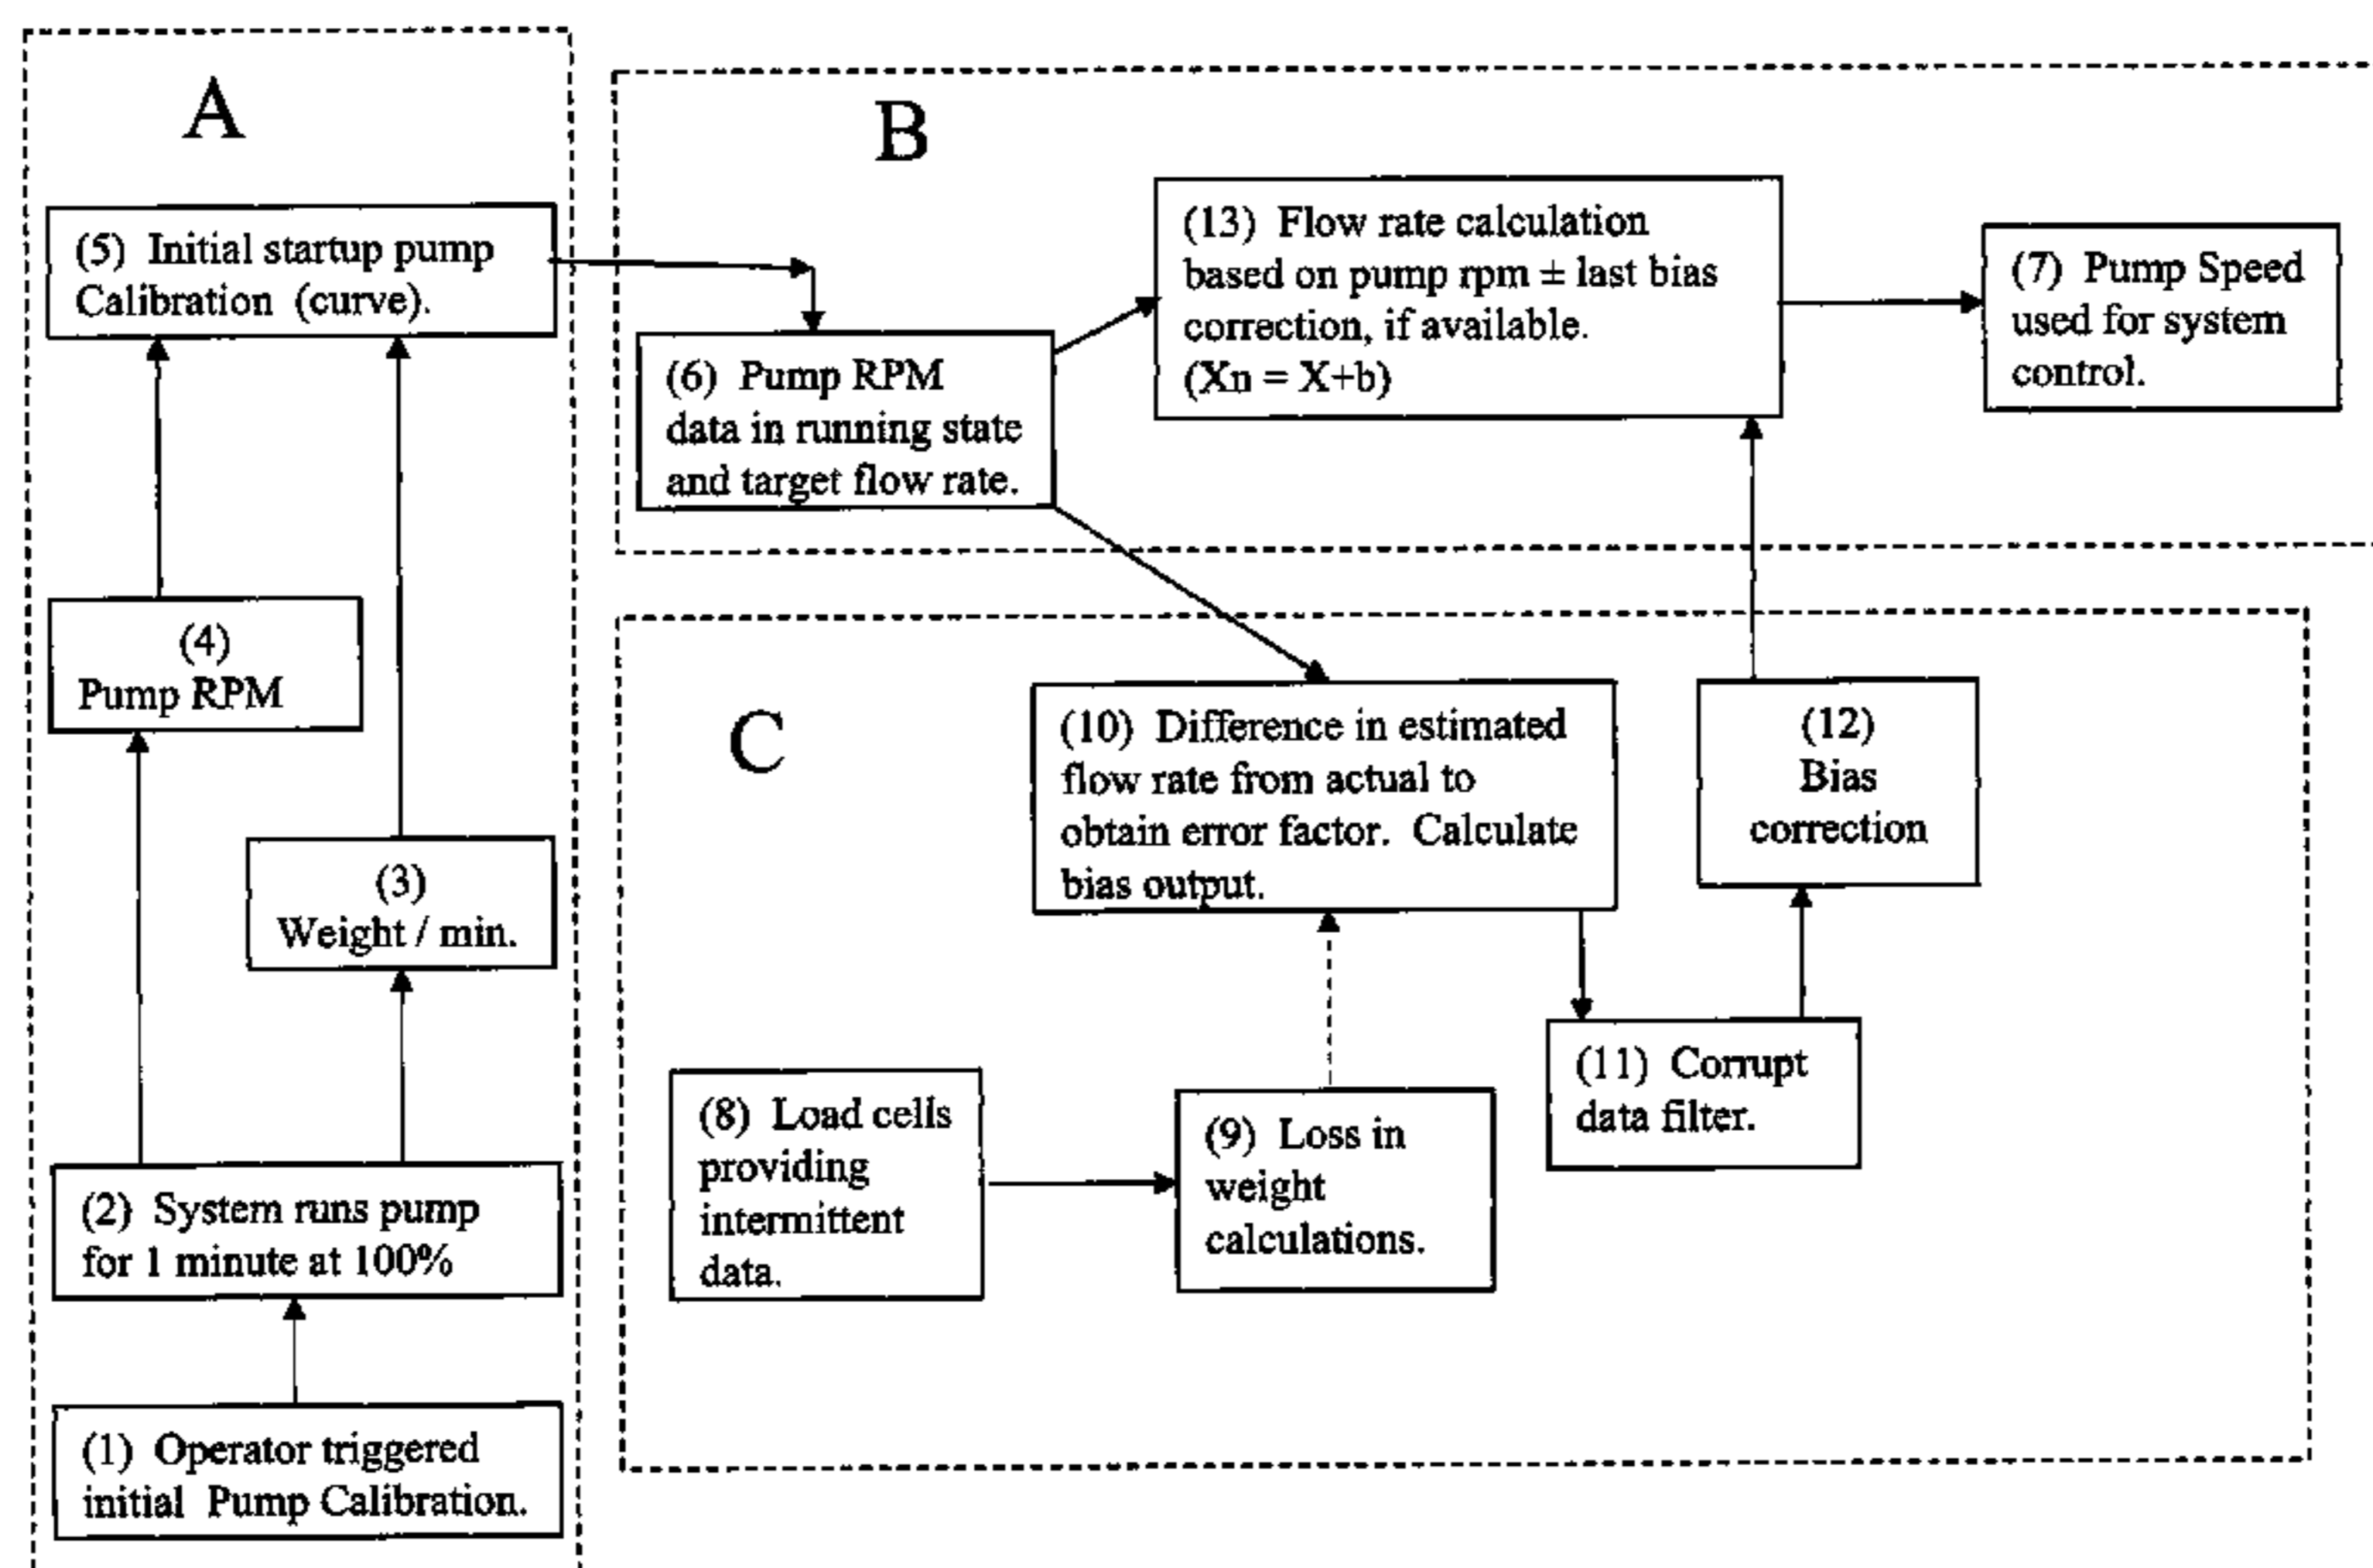 A
(5) Initial startup pump
Calibration (curve).
(4)
Pump RPM
(3)
Weight / min.
(2) System runs pump
for 1 minute at 100%
(1) Operator triggered
initial Pump Calibration.
B
(6) Pump RPM
data in running state
and target flow rate.
(13) Flow rate calculation
based on pump rpm ± last bias
correction, if available.
(Xn = X+b)
(7) Pump Speed
used for system
control.
C
(10) Difference in estimated
flow rate from actual to
obtain error factor. Calculate
bias output.
(12)
Bias
correction
(8) Load cells
providing
intermittent
data.
(9) Loss in
weight
calculations.
(11) Corrupt
data filter.